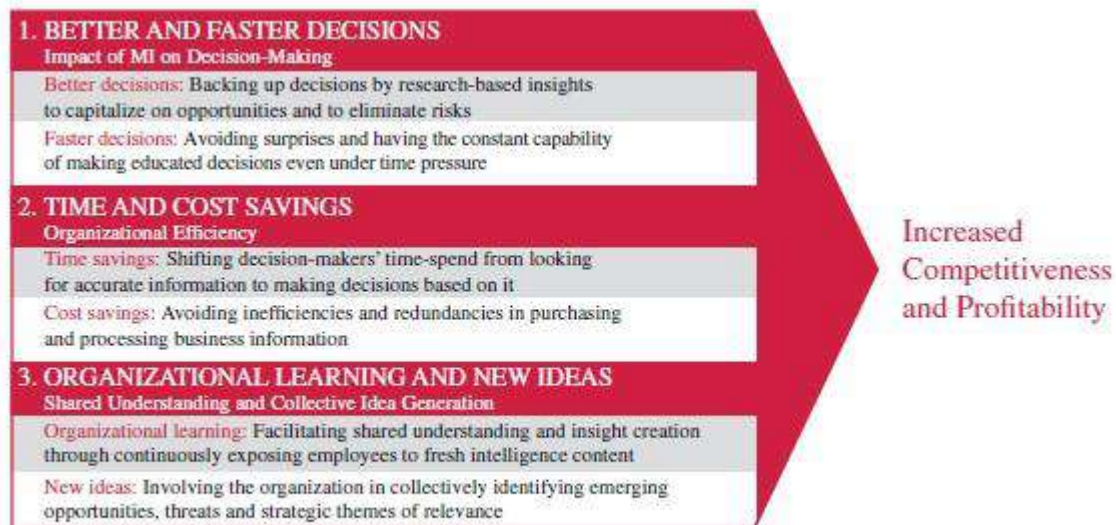 1. BETTER AND FASTER DECISIONS
Impact of MI on Decision-Making
Better decisions: Backing up decisions by research-based insights
to capitalize on opportunities and to eliminate risks
Faster decisions: Avoiding surprises and having the constant capability
of making educated decisions even under time pressure
2. TIME AND COST SAVINGS
Organizational Efficiency
Time savings: Shifting decision-makers' time-spend from looking
for accurate information to making decisions based on it
Cost savings: Avoiding inefficiencies and redundancies in purchasing
and processing business information
3. ORGANIZATIONAL LEARNING AND NEW IDEAS
Shared Understanding and Collective Idea Generation
Organizational learning: Facilitating shared understanding and insight creation
through continuously exposing employees to fresh intelligence content
New ideas: Involving the organization in collectively identifying emerging
opportunities, threats and strategic themes of relevance
Increased
Competitiveness
and Profitability